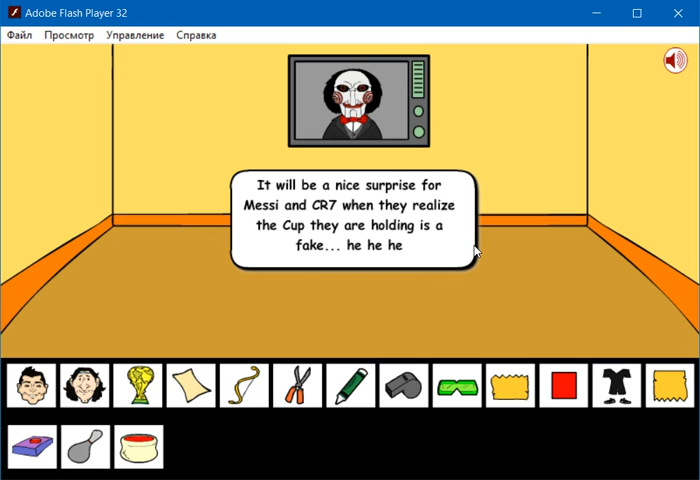 Adobe Flash Player 32
Файл Просмотр Управление Справка
It will be a nice surprise for
Messi and CR7 when they realize
the Cup they are holding is a
fake... he he he